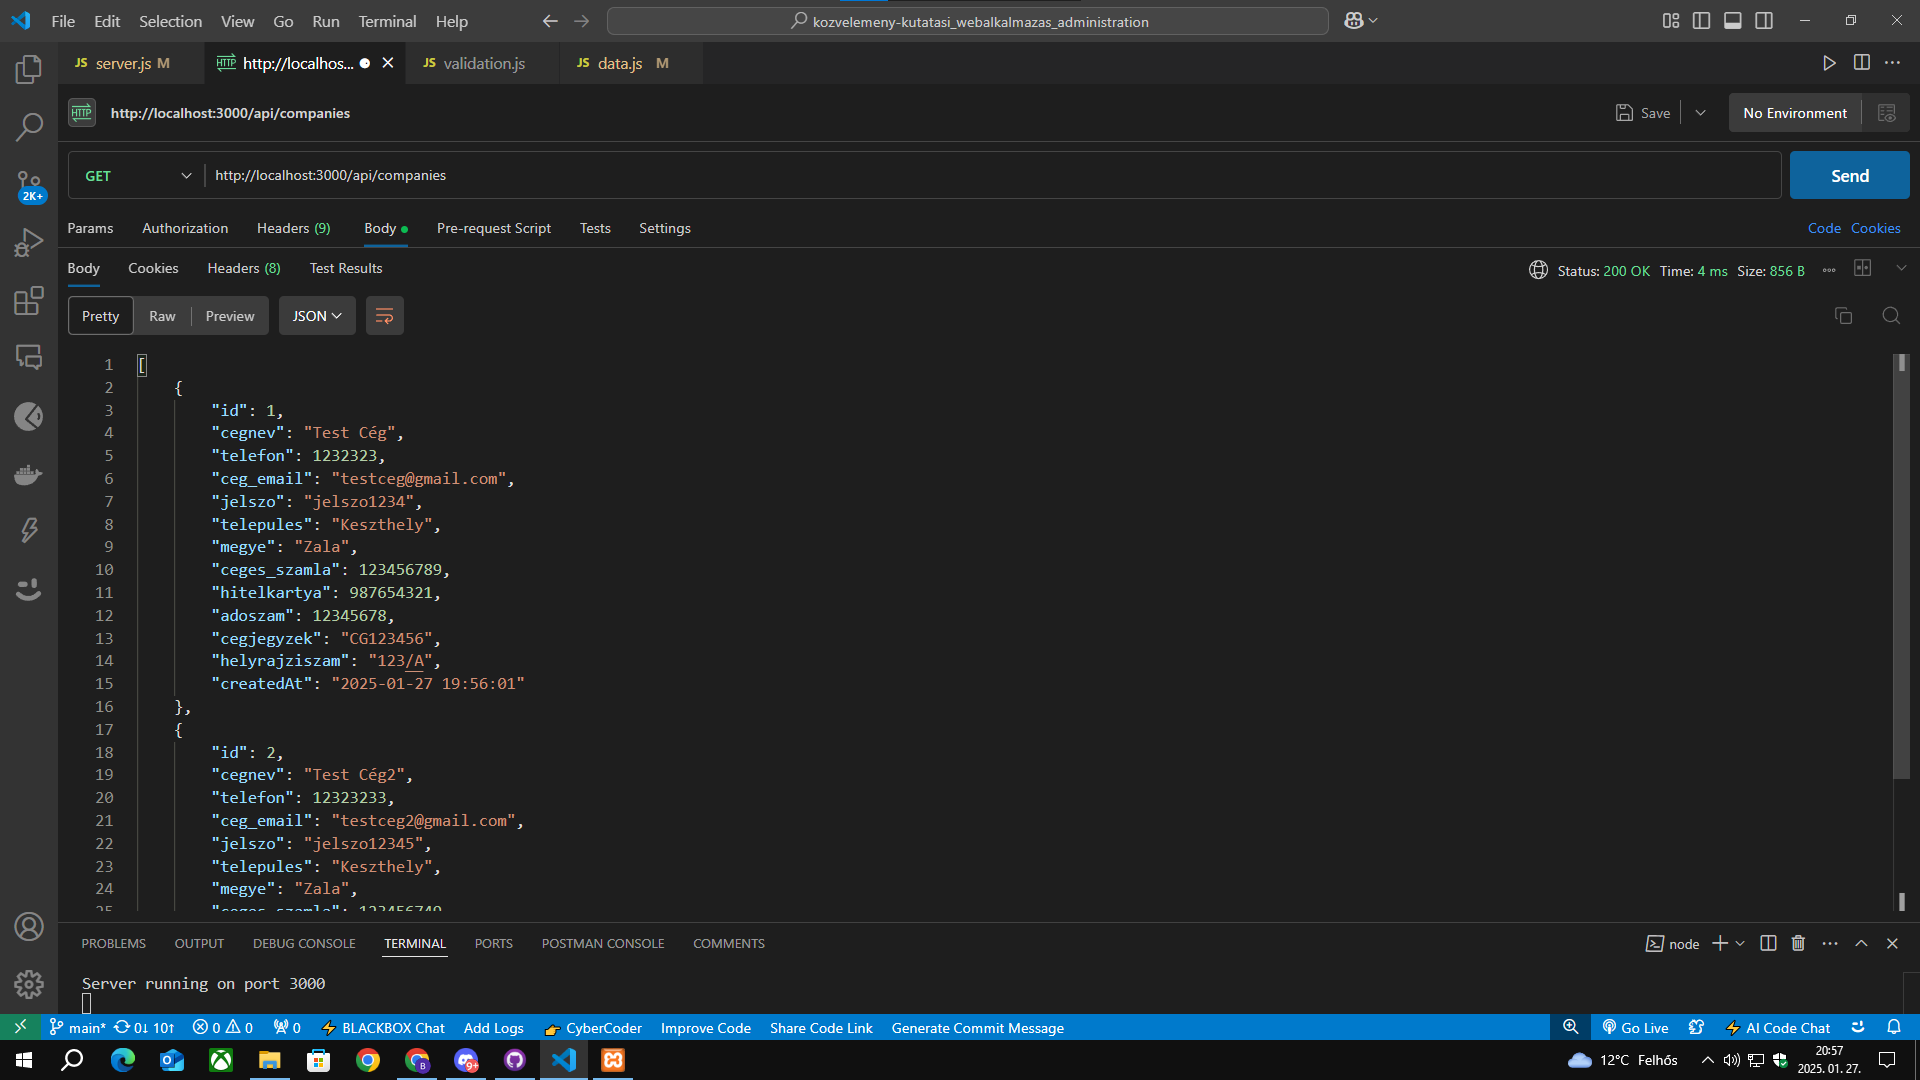 File Edit Selection View Go Run Terminal Help
kozvelemeny-kutatasi_webalkalmazas_administration
JS server.js M
HTTP http://localhos...
JS validation.js
JS data.js M
HTTP http://localhost:3000/api/companies
Save
No Environment
GET http://localhost:3000/api/companies
Send
Params Authorization Headers (9) Body Pre-request Script Tests Settings
Code Cookies
Body Cookies Headers (8) Test Results
Status: 200 OK Time: 4 ms Size: 856 B
Pretty Raw Preview JSON
1 [
2 {
3 "id": 1,
4 "cegnev": "Test Cég",
5 "telefon": 1232323,
6 "ceg_email": "testceg@gmail.com",
7 "jelszo": "jelszo1234",
8 "telepules": "Keszthely",
9 "megye": "Zala",
10 "ceges_szamla": 123456789,
11 "hitelkartya": 987654321,
12 "adoszam": 12345678,
13 "cegjegyzek": "CG123456",
14 "helyrajziszam": "123/A",
15 "createdAt": "2025-01-27 19:56:01"
16 },
17 {
18 "id": 2,
19 "cegnev": "Test Cég2",
20 "telefon": 12323233,
21 "ceg_email": "testceg2@gmail.com",
22 "jelszo": "jelszo12345",
23 "telepules": "Keszthely",
24 "megye": "Zala",
25 "ceges_szamla": 123456749
2K+
PROBLEMS OUTPUT DEBUG CONSOLE TERMINAL PORTS POSTMAN CONSOLE COMMENTS
node
Server running on port 3000
main* 0↓ 10↑ 0 0 0 BLACKBOX Chat Add Logs CyberCoder Improve Code Share Code Link Generate Commit Message
Go Live AI Code Chat
12°C Felhős
20:57
2025. 01. 27.